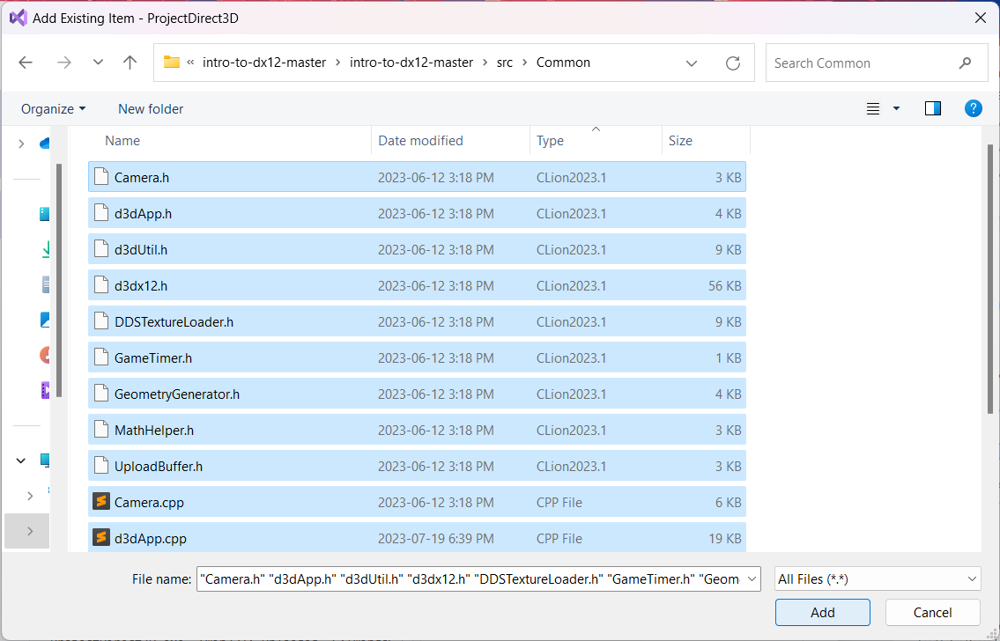 Add Existing Item - ProjectDirect3D
« intro-to-dx12-master > intro-to-dx12-master > src > Common
Search Common
Organize
New folder
?
Name Date modified Type Size
Camera.h 2023-06-12 3:18 PM CLion2023.1 3 KB
d3dApp.h 2023-06-12 3:18 PM CLion2023.1 4 KB
d3dUtil.h 2023-06-12 3:18 PM CLion2023.1 9 KB
d3dx12.h 2023-06-12 3:18 PM CLion2023.1 56 KB
DDSTextureLoader.h 2023-06-12 3:18 PM CLion2023.1 9 KB
GameTimer.h 2023-06-12 3:18 PM CLion2023.1 1 KB
GeometryGenerator.h 2023-06-12 3:18 PM CLion2023.1 4 KB
MathHelper.h 2023-06-12 3:18 PM CLion2023.1 3 KB
UploadBuffer.h 2023-06-12 3:18 PM CLion2023.1 3 KB
Camera.cpp 2023-06-12 3:18 PM CPP File 6 KB
d3dApp.cpp 2023-07-19 6:39 PM CPP File 19 KB
File name: "Camera.h" "d3dApp.h" "d3dUtil.h" "d3dx12.h" "DDSTextureLoader.h" "GameTimer.h" "Geom
All Files (*.*)
Add
Cancel